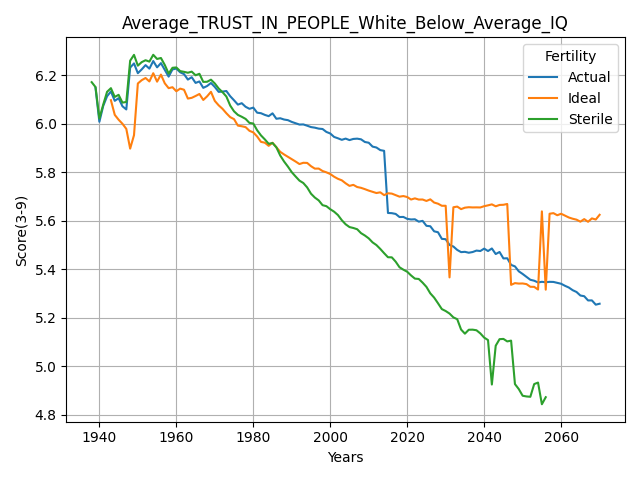 Average_TRUST_IN_PEOPLE_White_Below_Average_IQ
Fertility
Actual
Ideal
Sterile
Score(3-9)
6.2
6.0
5.8
5.6
5.4
5.2
5.0
4.8
1940 1960 1980 2000 2020 2040 2060
Years